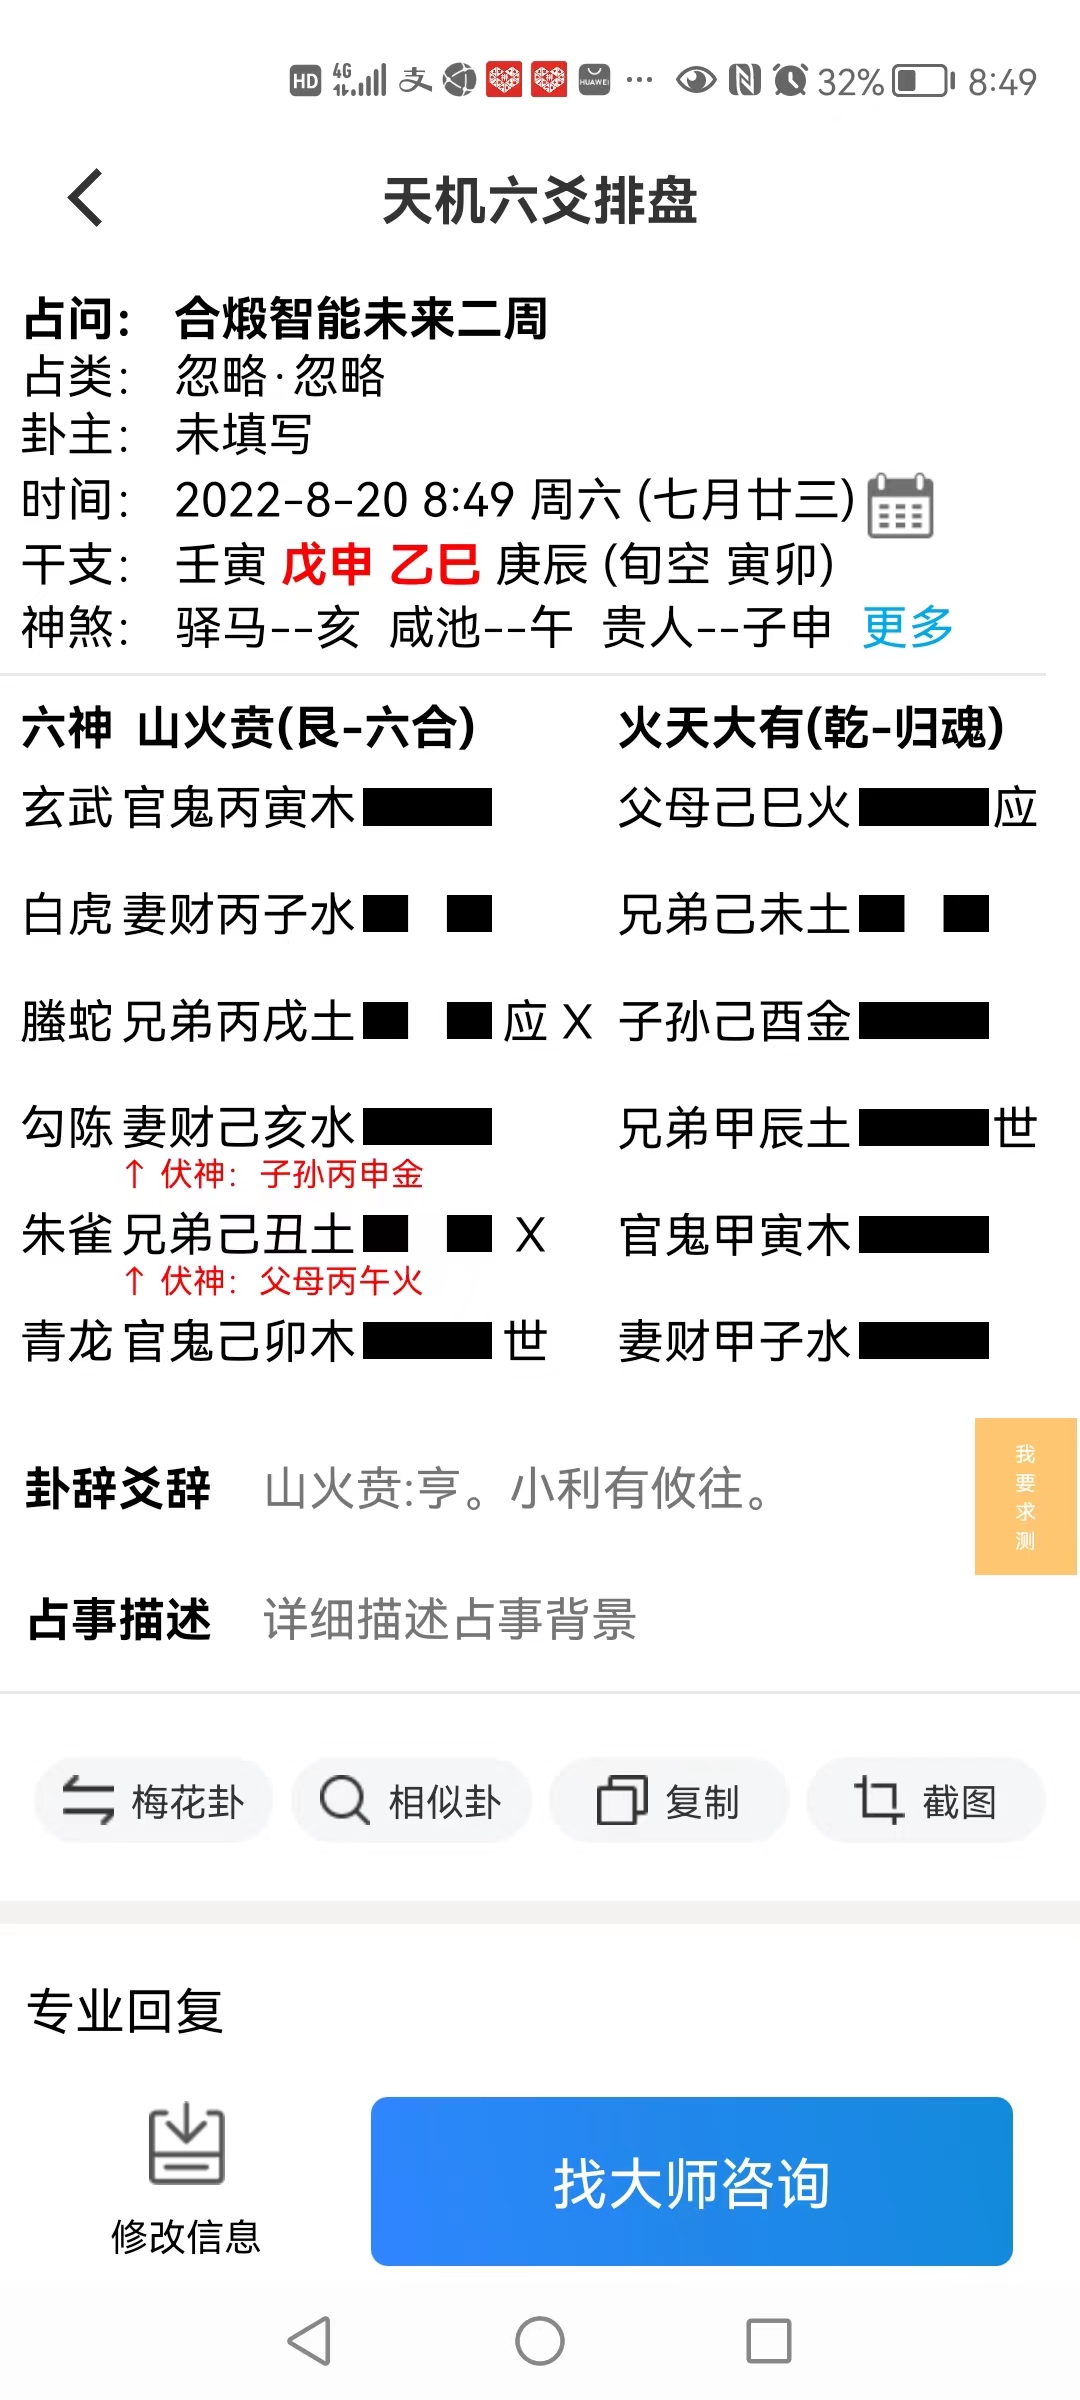 HD 4G 支 HUAWEI ··· 32% 8:49
天机六爻排盘
占问： 合煅智能未来二周
占类： 忽略·忽略
卦主： 未填写
时间： 2022-8-20 8:49 周六 (七月廿三)
干支： 壬寅 戊申 乙巳 庚辰 (旬空 寅卯)
神煞： 驿马--亥 咸池--午 贵人--子申 更多
六神 山火贲(艮-六合) 火天大有(乾-归魂)
玄武 官鬼丙寅木 父母己巳火 应
白虎 妻财丙子水 兄弟己未土
螣蛇 兄弟丙戌土 应 X 子孙己酉金
勾陈 妻财己亥水 兄弟甲辰土 世
↑ 伏神：子孙丙申金
朱雀 兄弟己丑土 X 官鬼甲寅木
↑ 伏神：父母丙午火
青龙 官鬼己卯木 世 妻财甲子水
卦辞爻辞 山火贲:亨。小利有攸往。
我
要
求
测
占事描述 详细描述占事背景
梅花卦 相似卦 复制 截图
专业回复
修改信息 找大师咨询